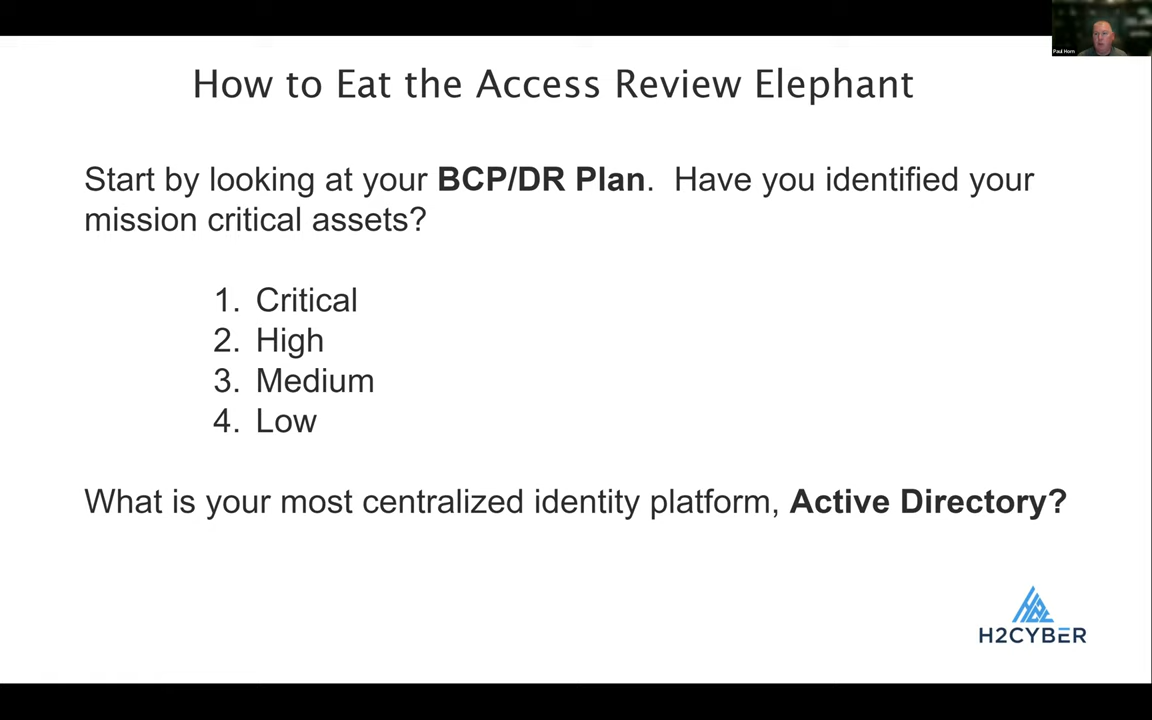 Paul Horn
How to Eat the Access Review Elephant
Start by looking at your BCP/DR Plan.  Have you identified your
mission critical assets?
1. Critical
2. High
3. Medium
4. Low
What is your most centralized identity platform, Active Directory?
H2CYBER